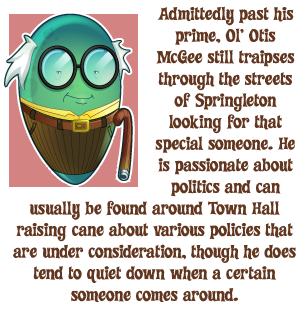 Admittedly past his
prime, Ol' Otis
McGee still traipses
through the streets
of Springleton
looking for that
special someone. He
is passionate about
politics and can
usually be found around Town Hall
raising cane about various policies that
are under consideration, though he does
tend to quiet down when a certain
someone comes around.